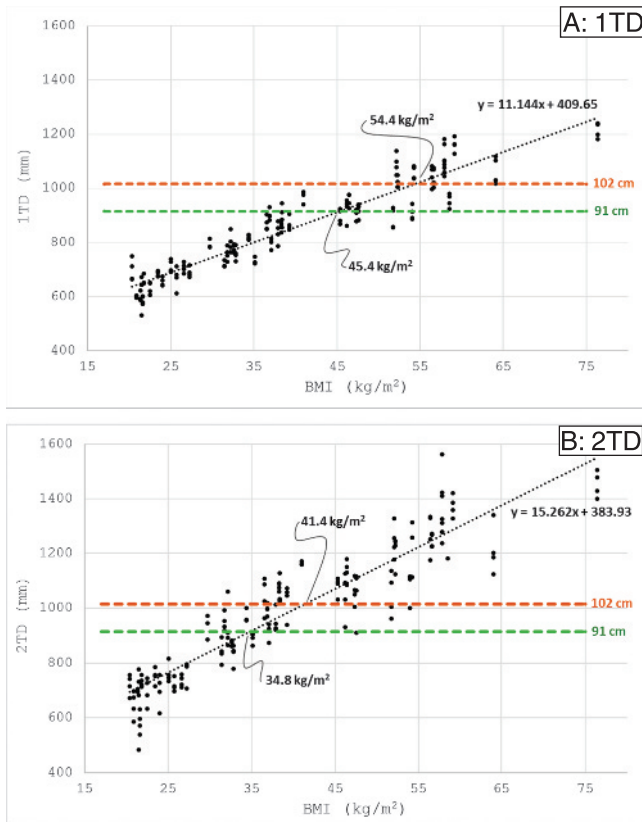 A: 1TD
1600
1400
1200
1000
800
600
400
1TD (mm)
y = 11.144x + 409.65
54.4 kg/m²
102 cm
91 cm
45.4 kg/m²
15 25 35 45 55 65 75
BMI (kg/m²)
B: 2TD
1600
1400
1200
1000
800
600
400
2TD (mm)
41.4 kg/m²
y = 15.262x + 383.93
102 cm
91 cm
34.8 kg/m²
15 25 35 45 55 65 75
BMI (kg/m²)